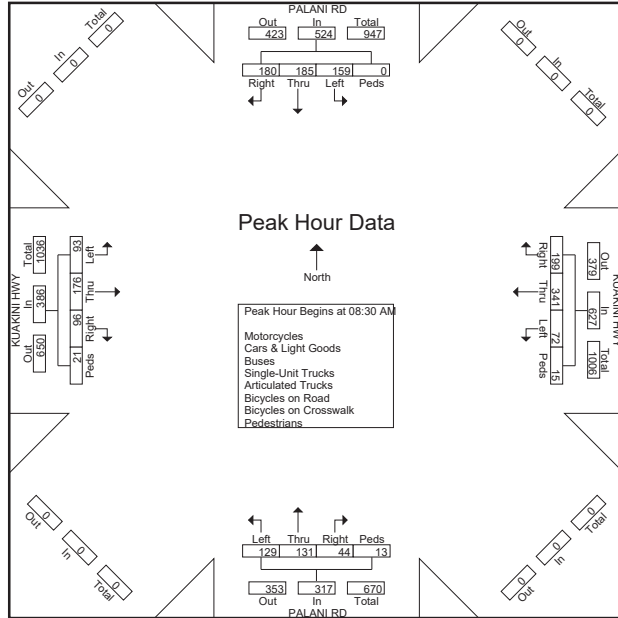 PALANI RD
Out In Total
423 524 947
180 185 159 0
Right Thru Left Peds
Total
0
In
0
Out
0
Out
0
In
0
Total
0
KUAKINI HWY
Total In Out
1036 386 650
93 176 96 21
Left Thru Right Peds
Peak Hour Data
North
Peak Hour Begins at 08:30 AM
Motorcycles
Cars & Light Goods
Buses
Single-Unit Trucks
Articulated Trucks
Bicycles on Road
Bicycles on Crosswalk
Pedestrians
Right Thru Left Peds
199 341 72 15
Out In Total
379 627 1006
KUAKINI HWY
0
Out
0
In
0
Total
0
Total
0
In
0
Out
Left Thru Right Peds
129 131 44 13
353 317 670
Out In Total
PALANI RD